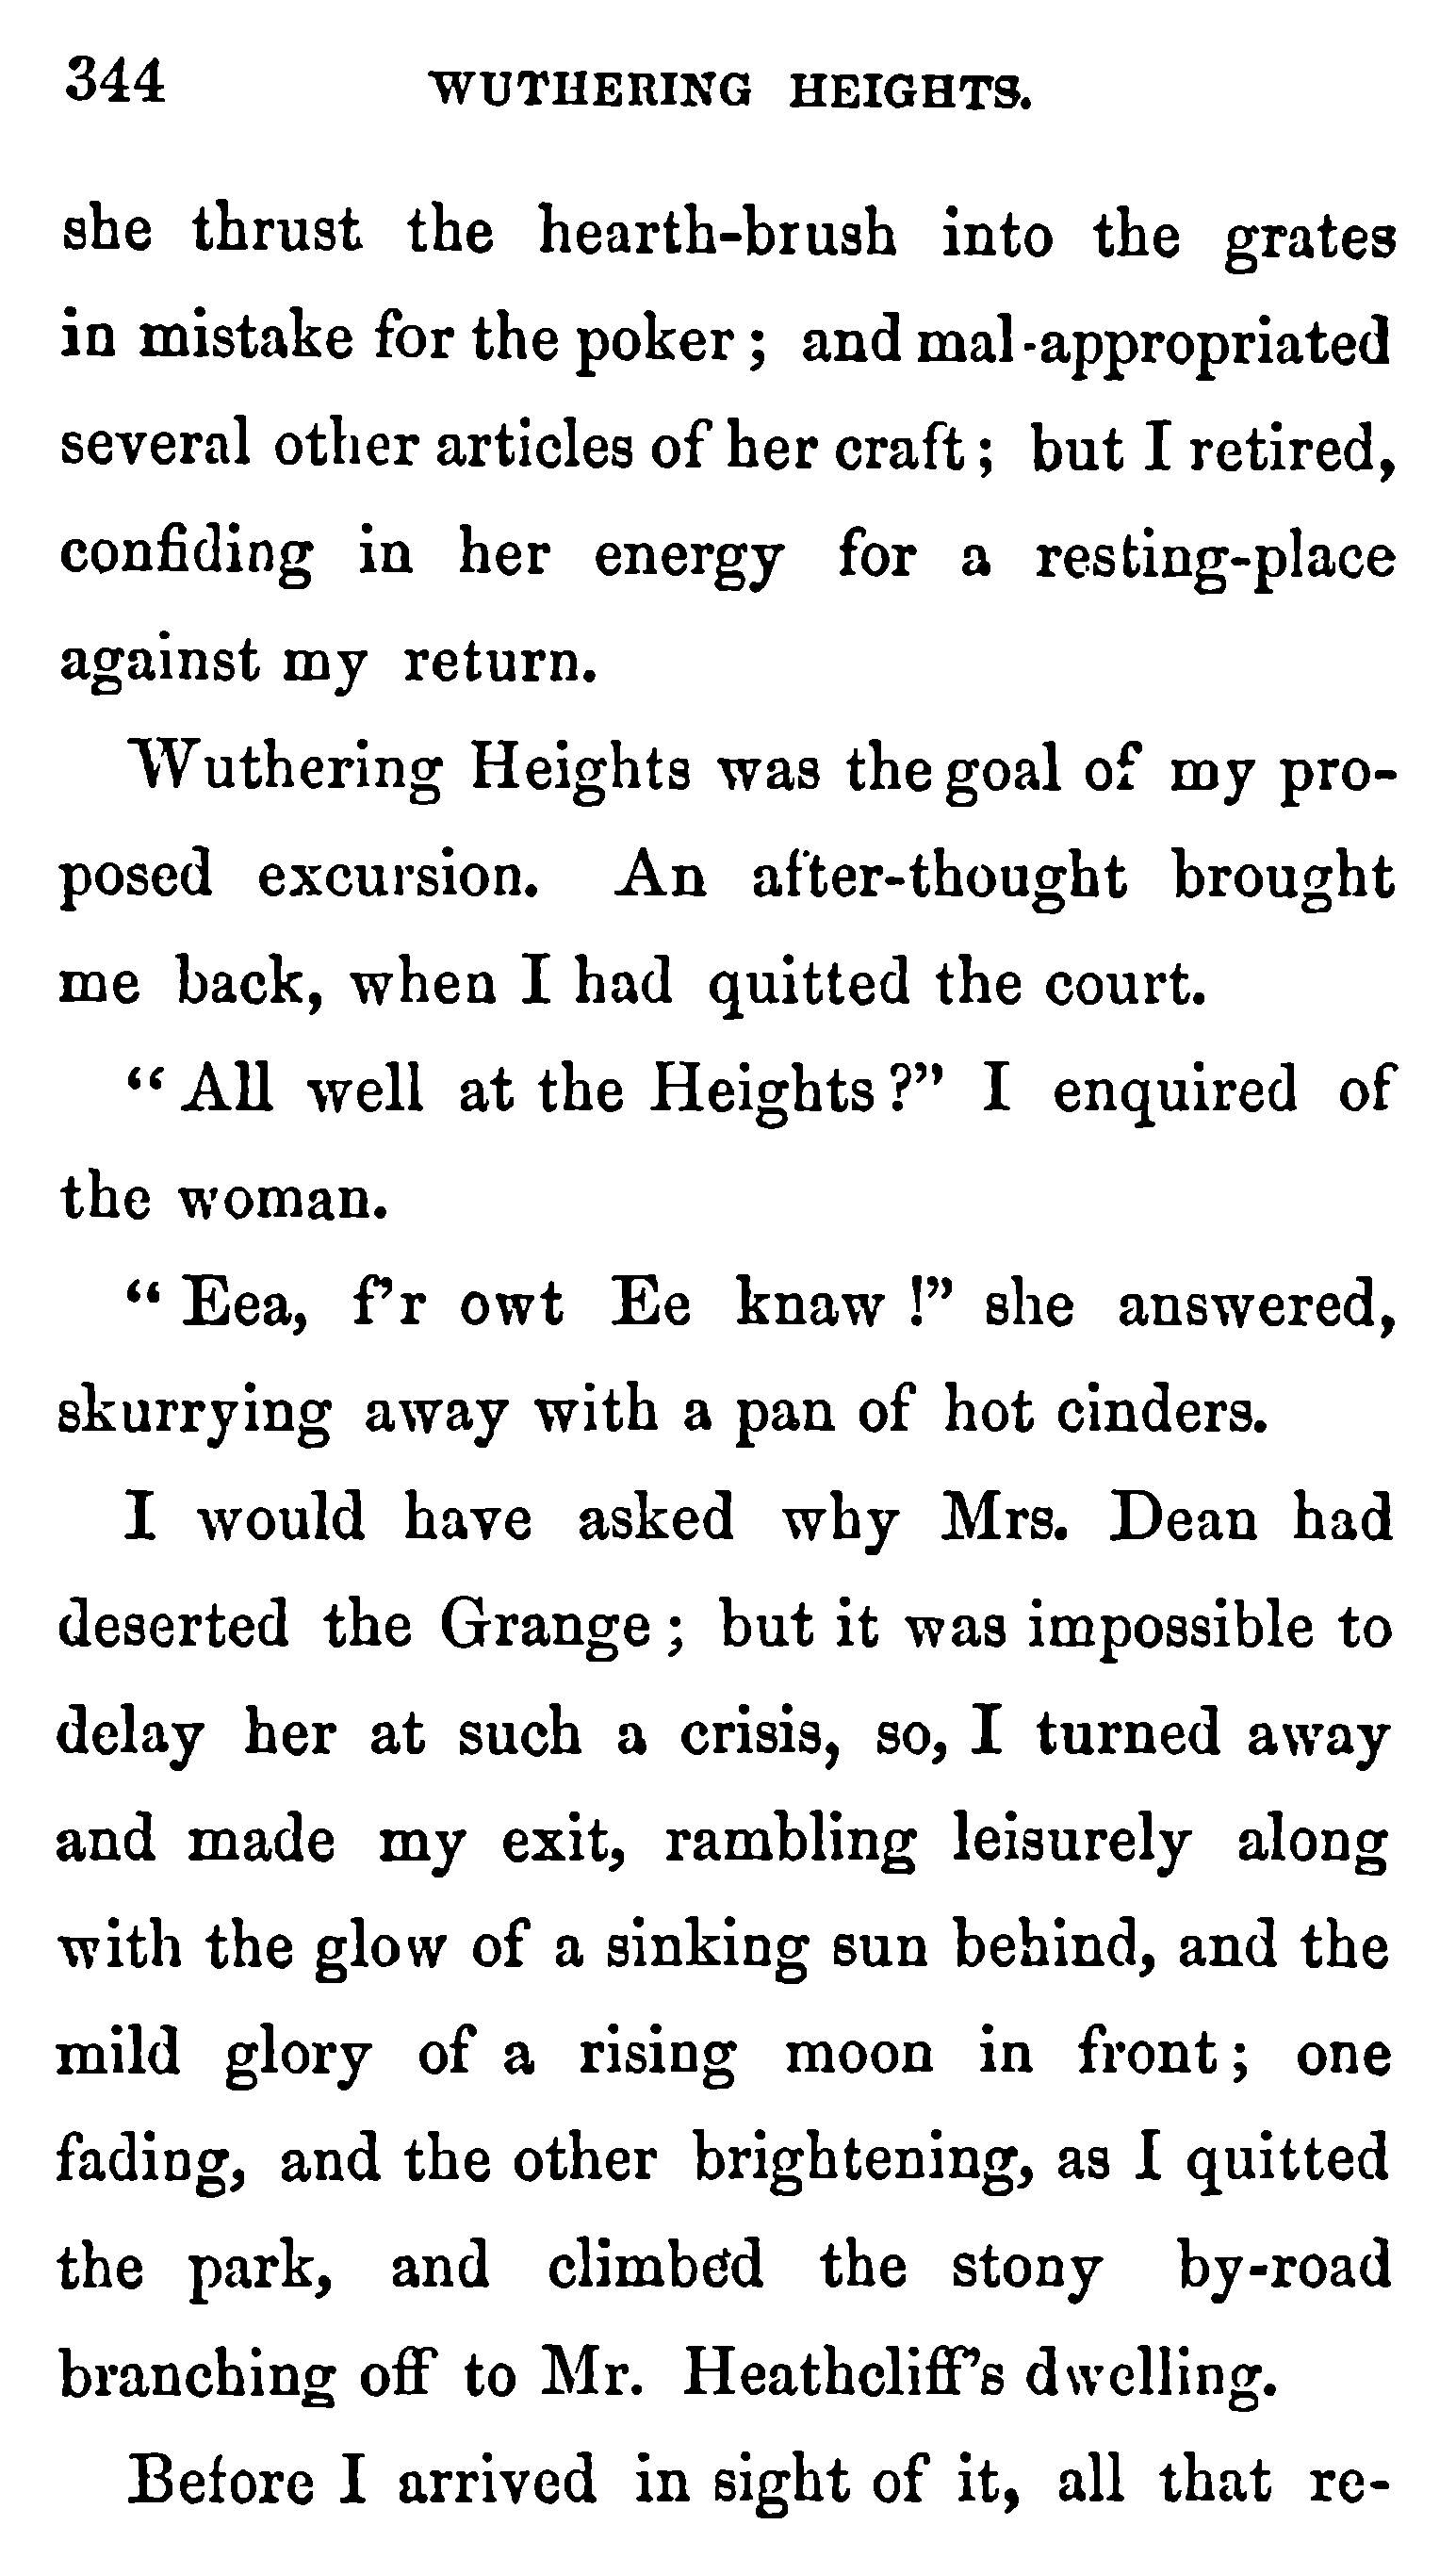 344 WUTHERING HEIGHTS.
she thrust the hearth-brush into the grates
in mistake for the poker; and mal-appropriated
several other articles of her craft; but I retired,
confiding in her energy for a resting-place
against my return.
Wuthering Heights was the goal of my pro-
posed excursion. An after-thought brought
me back, when I had quitted the court.
“All well at the Heights?” I enquired of
the woman.
“Eea, f’r owt Ee knaw!” she answered,
skurrying away with a pan of hot cinders.
I would have asked why Mrs. Dean had
deserted the Grange; but it was impossible to
delay her at such a crisis, so, I turned away
and made my exit, rambling leisurely along
with the glow of a sinking sun behind, and the
mild glory of a rising moon in front; one
fading, and the other brightening, as I quitted
the park, and climbed the stony by-road
branching off to Mr. Heathcliff’s dwelling.
Before I arrived in sight of it, all that re-